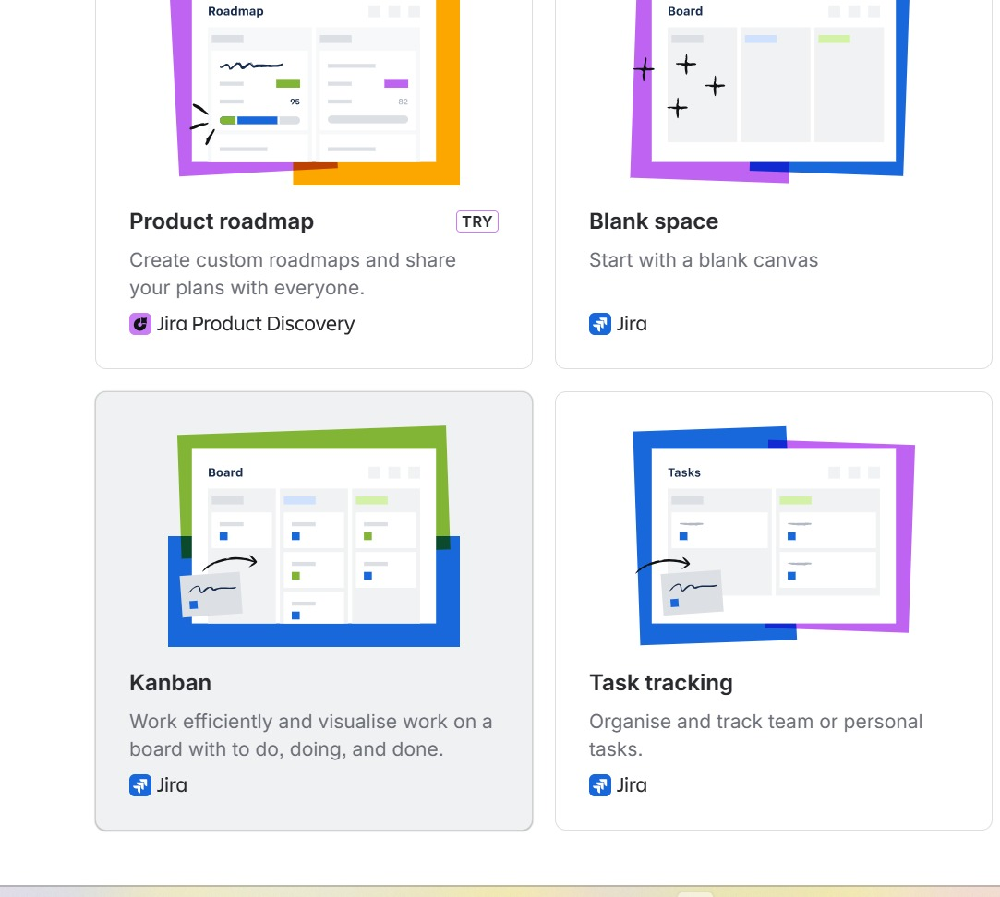 Roadmap
95
82
Product roadmap
TRY
Create custom roadmaps and share
your plans with everyone.
Jira Product Discovery
Board
Blank space
Start with a blank canvas
Jira
Board
Kanban
Work efficiently and visualise work on a
board with to do, doing, and done.
Jira
Tasks
Task tracking
Organise and track team or personal
tasks.
Jira